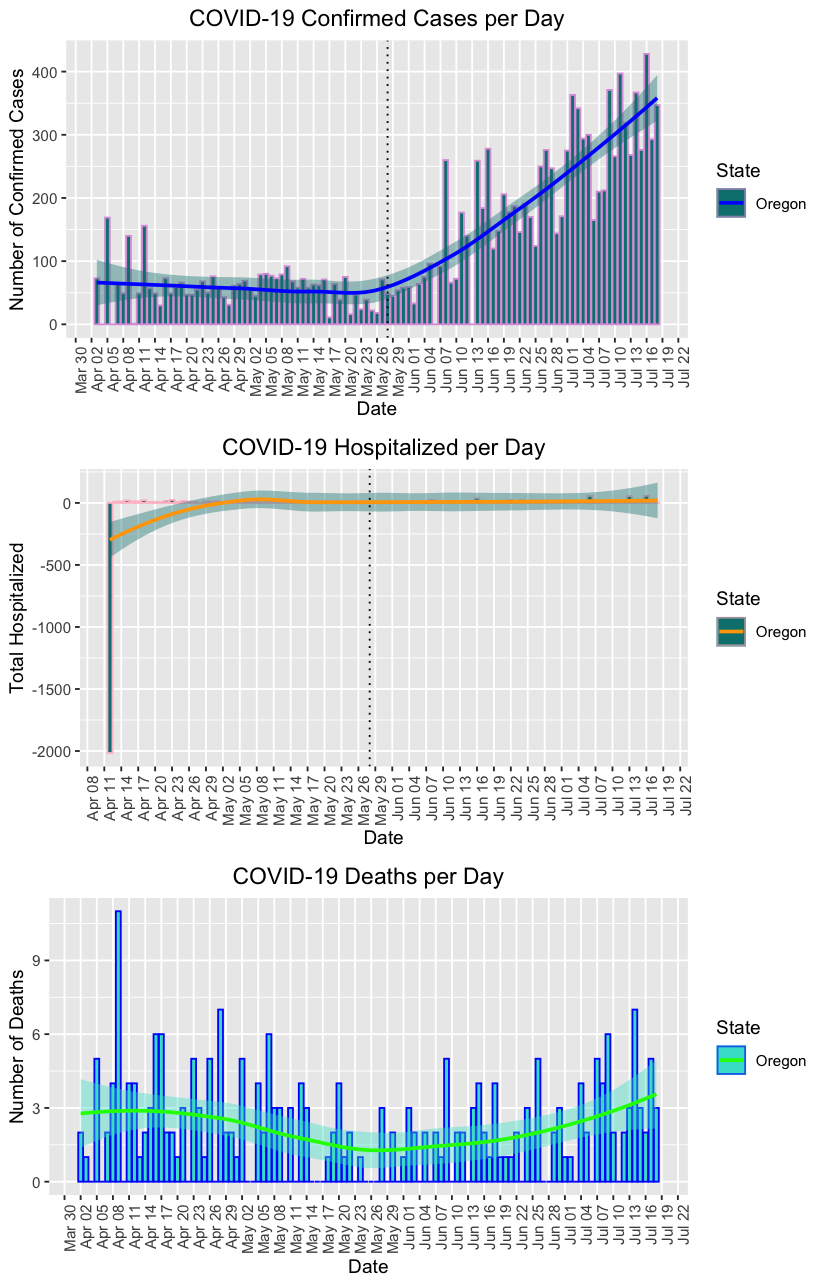 COVID-19 Confirmed Cases per Day
Number of Confirmed Cases
400
300
200
100
0
Mar 30
Apr 02
Apr 05
Apr 08
Apr 11
Apr 14
Apr 17
Apr 20
Apr 23
Apr 26
Apr 29
May 02
May 05
May 08
May 11
May 14
May 17
May 20
May 23
May 26
May 29
Jun 01
Jun 04
Jun 07
Jun 10
Jun 13
Jun 16
Jun 19
Jun 22
Jun 25
Jun 28
Jul 01
Jul 04
Jul 07
Jul 10
Jul 13
Jul 16
Jul 19
Jul 22
Date
State
Oregon
COVID-19 Hospitalized per Day
Total Hospitalized
0
-500
-1000
-1500
-2000
Apr 08
Apr 11
Apr 14
Apr 17
Apr 20
Apr 23
Apr 26
Apr 29
May 02
May 05
May 08
May 11
May 14
May 17
May 20
May 23
May 26
May 29
Jun 01
Jun 04
Jun 07
Jun 10
Jun 13
Jun 16
Jun 19
Jun 22
Jun 25
Jun 28
Jul 01
Jul 04
Jul 07
Jul 10
Jul 13
Jul 16
Jul 19
Jul 22
Date
State
Oregon
COVID-19 Deaths per Day
Number of Deaths
9
6
3
0
Mar 30
Apr 02
Apr 05
Apr 08
Apr 11
Apr 14
Apr 17
Apr 20
Apr 23
Apr 26
Apr 29
May 02
May 05
May 08
May 11
May 14
May 17
May 20
May 23
May 26
May 29
Jun 01
Jun 04
Jun 07
Jun 10
Jun 13
Jun 16
Jun 19
Jun 22
Jun 25
Jun 28
Jul 01
Jul 04
Jul 07
Jul 10
Jul 13
Jul 16
Jul 19
Jul 22
Date
State
Oregon